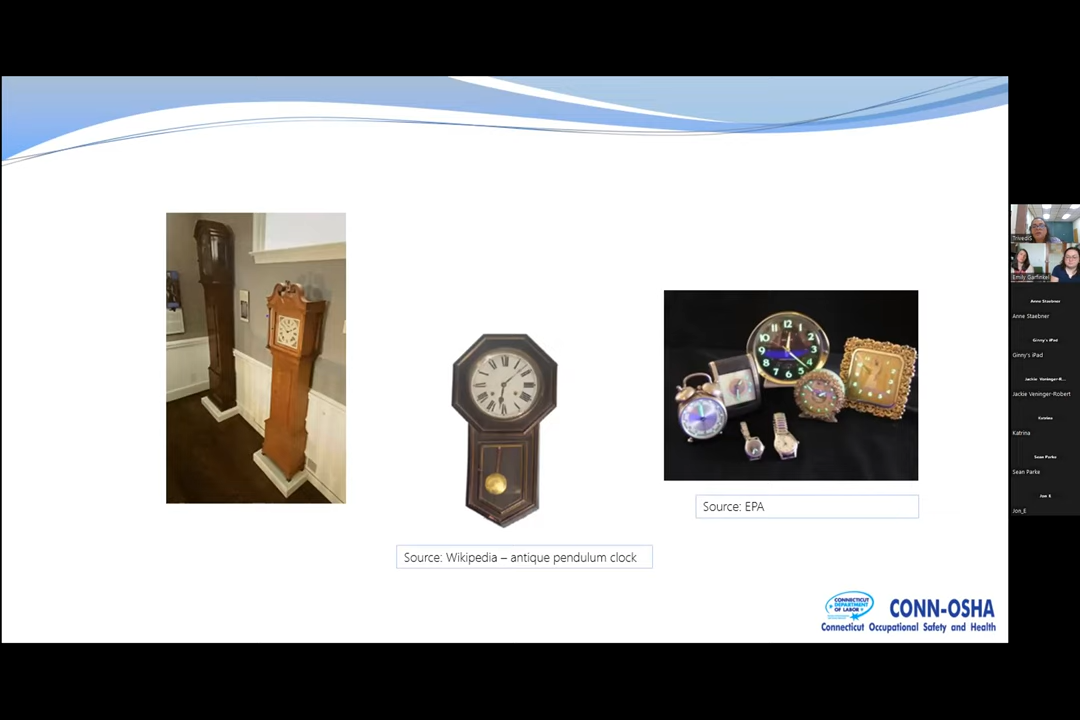 Source: Wikipedia – antique pendulum clock
Source: EPA
CONNECTICUT
DEPARTMENT
OF LABOR
CONN-OSHA
Connecticut Occupational Safety and Health
TrivediS
Emily Garfinkel
Anne Staebner
Anne Staebner
Ginny's iPad
Ginny's iPad
Jackie Veninger-R...
Jackie Veninger-Robert
Katrina
Katrina
Sean Parke
Sean Parke
Jon_E